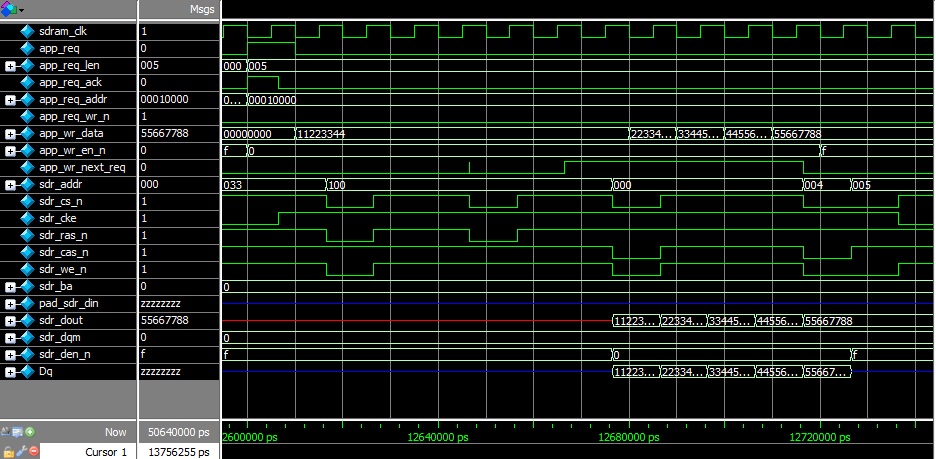 Msgs
sdram_clk 1
app_req 0
app_req_len 005 000 005
app_req_ack 0
app_req_addr 00010000 0... 00010000
app_req_wr_n 1
app_wr_data 55667788 00000000 11223344 22334... 33445... 44556... 55667788
app_wr_en_n 0 f 0 f
app_wr_next_req 0
sdr_addr 000 033 100 000 004 005
sdr_cs_n 1
sdr_cke 1
sdr_ras_n 1
sdr_cas_n 1
sdr_we_n 1
sdr_ba 0 0
pad_sdr_din zzzzzzzz
sdr_dout 55667788 11223... 22334... 33445... 44556... 55667788
sdr_dqm 0 0
sdr_den_n f f 0 f
Dq zzzzzzzz 11223... 22334... 33445... 44556... 55667...
Now 50640000 ps 2600000 ps 12640000 ps 12680000 ps 12720000 ps
Cursor 1 13756255 ps